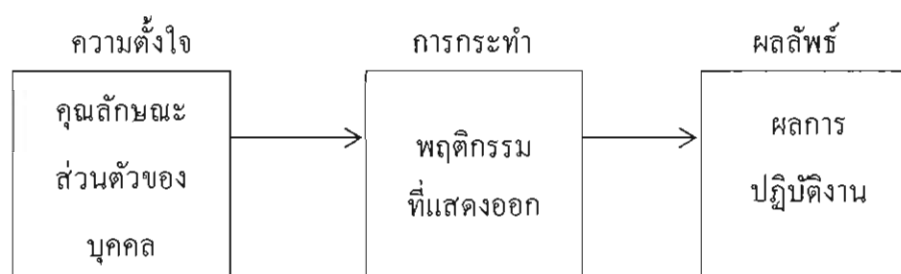 ความตั้งใจ
การกระทำ
ผลลัพธ์
คุณลักษณะ
ส่วนตัวของ
บุคคล
พฤติกรรม
ที่แสดงออก
ผลการ
ปฏิบัติงาน